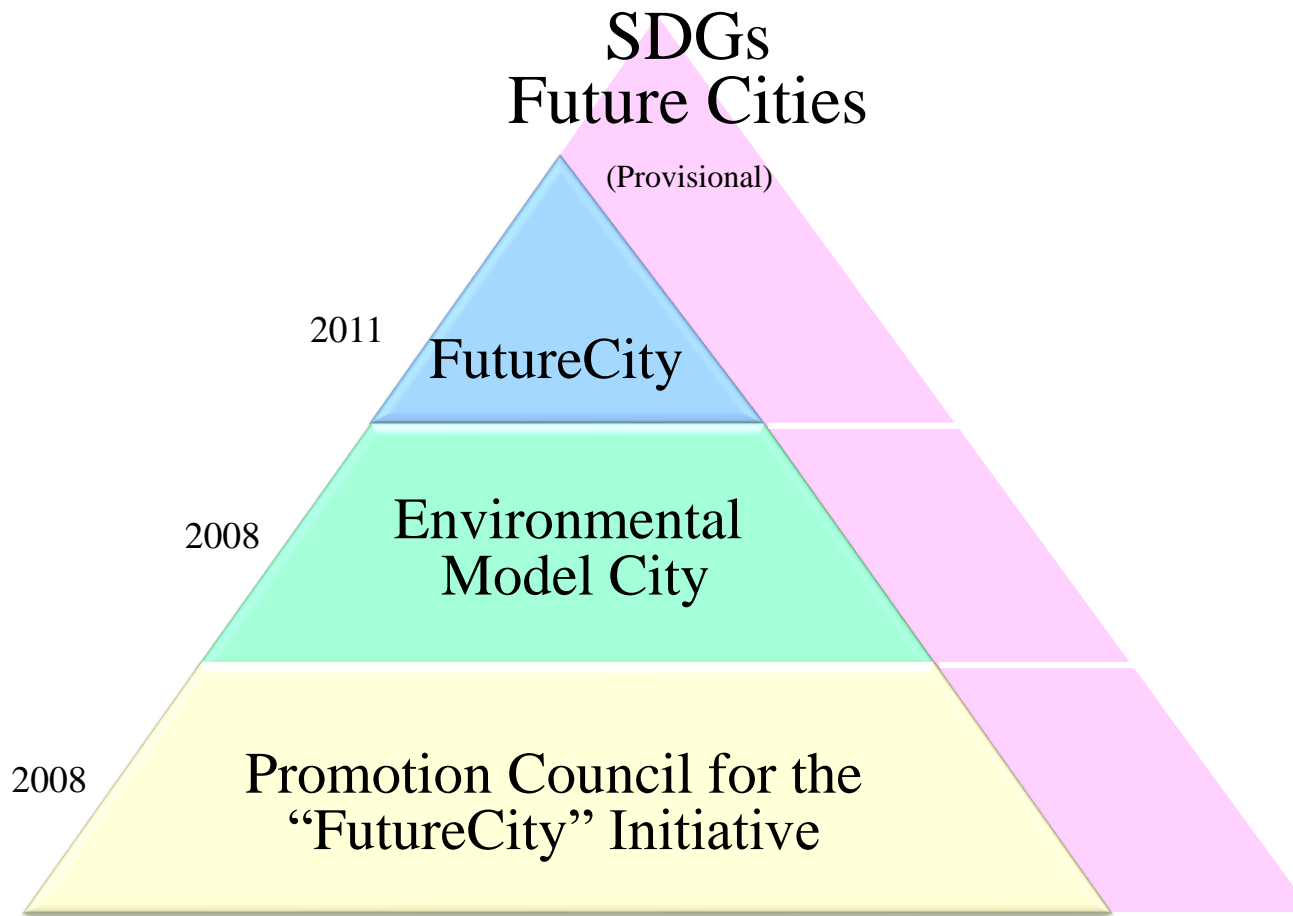 SDGs
Future Cities
(Provisional)
2011
FutureCity
2008
Environmental
Model City
2008
Promotion Council for the
“FutureCity” Initiative